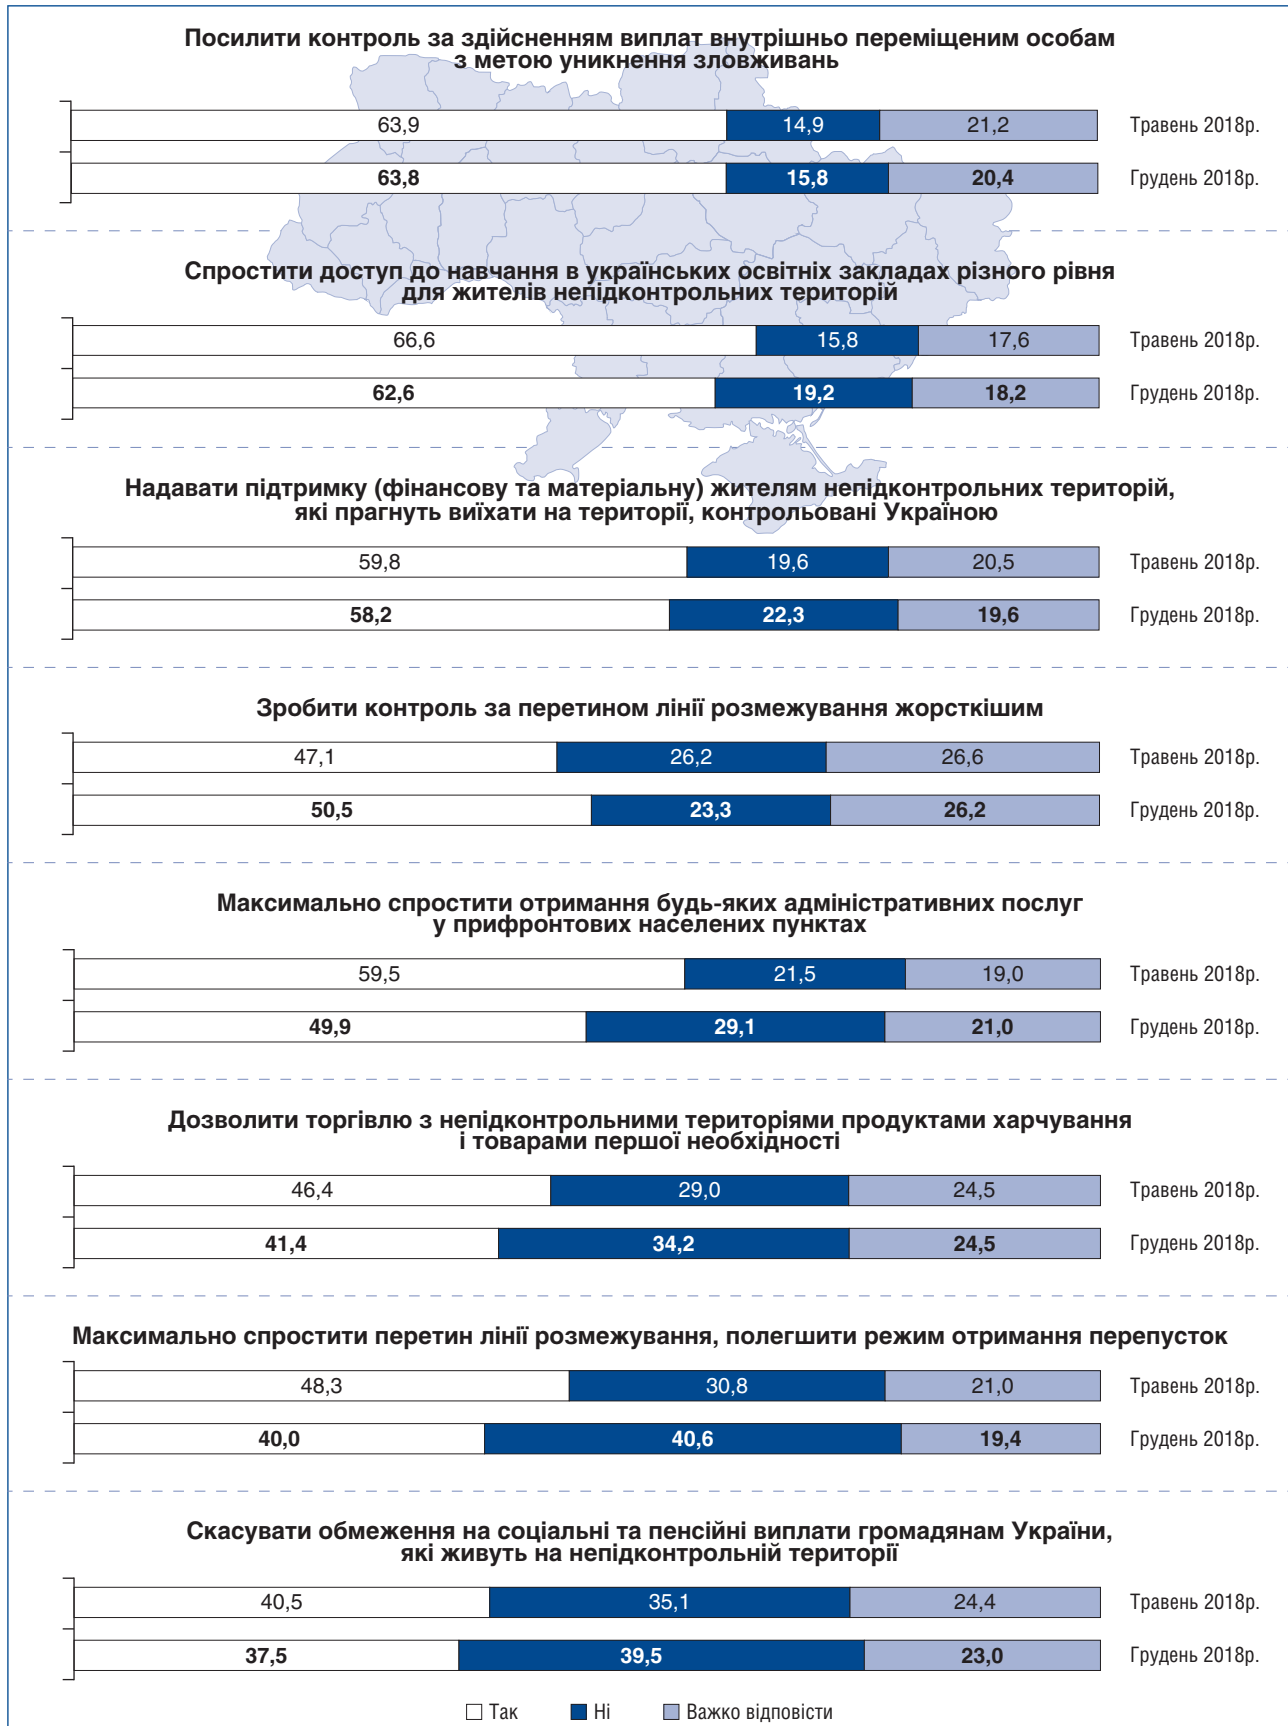 Посилити контроль за здійсненням виплат внутрішньо переміщеним особам
з метою уникнення зловживань
63,9 14,9 21,2 Травень 2018р.
63,8 15,8 20,4 Грудень 2018р.
Спростити доступ до навчання в українських освітніх закладах різного рівня
для жителів непідконтрольних територій
66,6 15,8 17,6 Травень 2018р.
62,6 19,2 18,2 Грудень 2018р.
Надавати підтримку (фінансову та матеріальну) жителям непідконтрольних територій,
які прагнуть виїхати на території, контрольовані Україною
59,8 19,6 20,5 Травень 2018р.
58,2 22,3 19,6 Грудень 2018р.
Зробити контроль за перетином лінії розмежування жорсткішим
47,1 26,2 26,6 Травень 2018р.
50,5 23,3 26,2 Грудень 2018р.
Максимально спростити отримання будь-яких адміністративних послуг
у прифронтових населених пунктах
59,5 21,5 19,0 Травень 2018р.
49,9 29,1 21,0 Грудень 2018р.
Дозволити торгівлю з непідконтрольними територіями продуктами харчування
і товарами першої необхідності
46,4 29,0 24,5 Травень 2018р.
41,4 34,2 24,5 Грудень 2018р.
Максимально спростити перетин лінії розмежування, полегшити режим отримання перепусток
48,3 30,8 21,0 Травень 2018р.
40,0 40,6 19,4 Грудень 2018р.
Скасувати обмеження на соціальні та пенсійні виплати громадянам України,
які живуть на непідконтрольній території
40,5 35,1 24,4 Травень 2018р.
37,5 39,5 23,0 Грудень 2018р.
Так Ні Важко відповісти